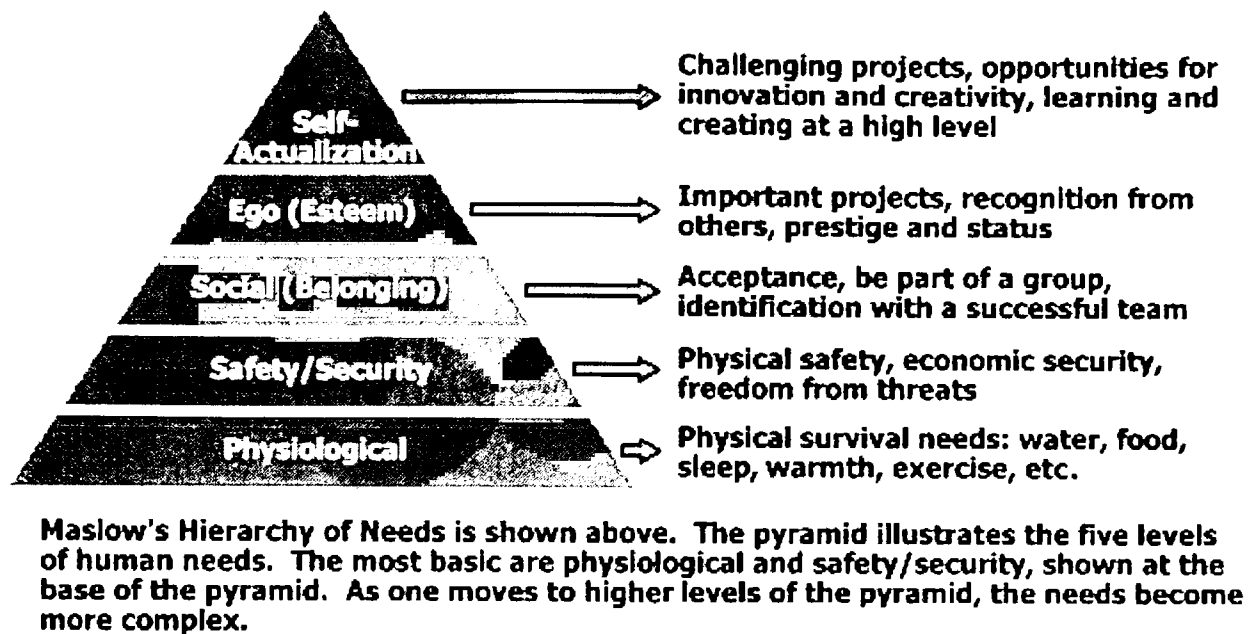 Self-
Actualization
Challenging projects, opportunities for
innovation and creativity, learning and
creating at a high level
Ego (Esteem)
Important projects, recognition from
others, prestige and status
Social (Belonging)
Acceptance, be part of a group,
identification with a successful team
Safety/Security
Physical safety, economic security,
freedom from threats
Physiological
Physical survival needs: water, food,
sleep, warmth, exercise, etc.
Maslow's Hierarchy of Needs is shown above. The pyramid illustrates the five levels
of human needs. The most basic are physiological and safety/security, shown at the
base of the pyramid. As one moves to higher levels of the pyramid, the needs become
more complex.